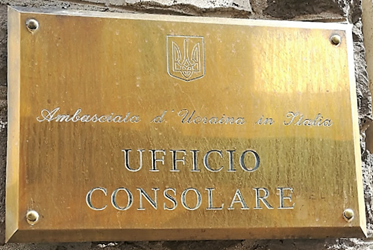 Ambasciata d'Ucraina in Italia
UFFICIO
CONSOLARE